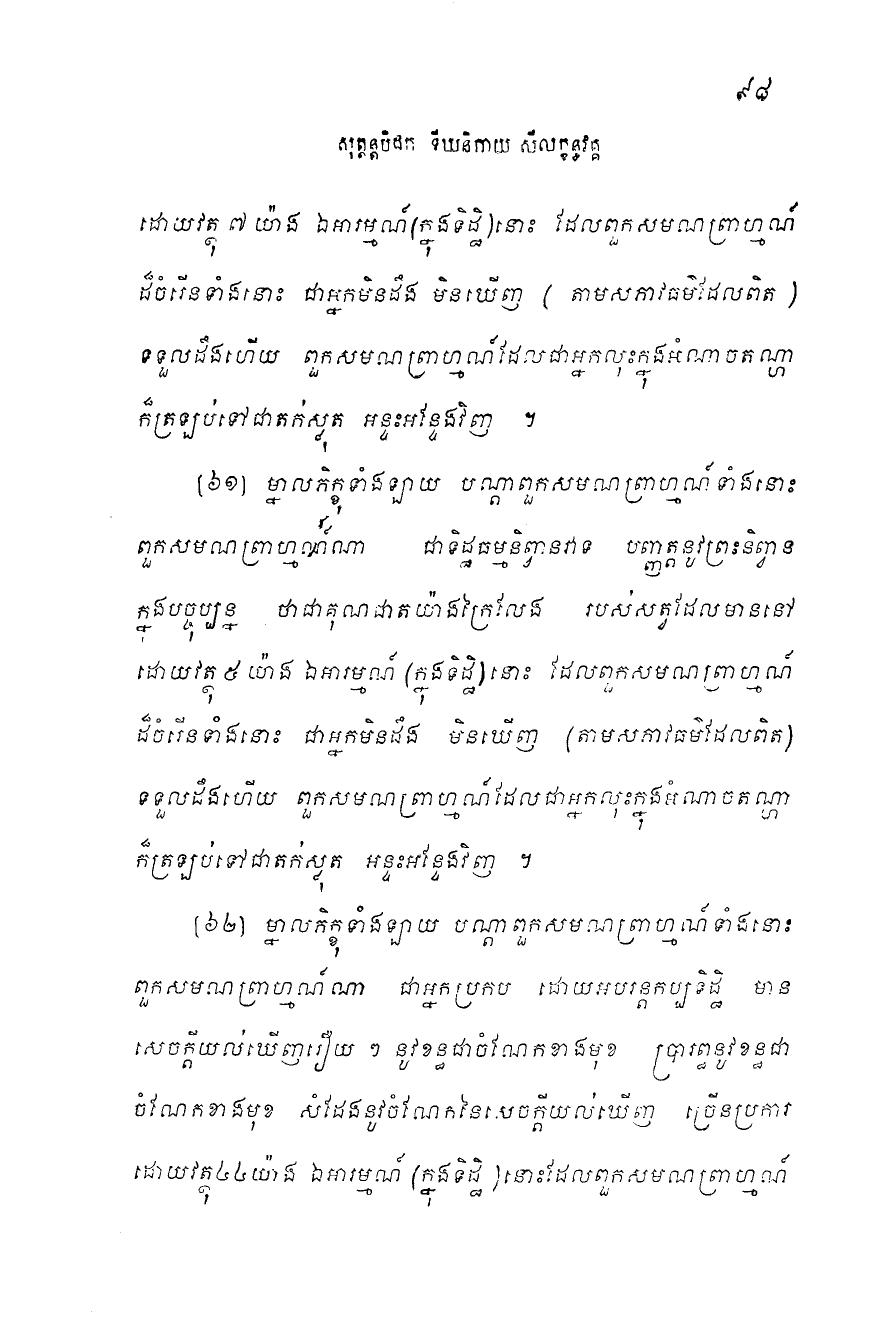 ៩៨
សុត្តន្តបិដក ទីឃនិកាយ សីលក្ខន្ធវគ្គ
ដោយវត្ថុ ៧ យ៉ាង ឯអារម្មណ៍(ក្នុងទិដ្ឋិ)នោះ ដែលពួកសមណព្រាហ្មណ៍
ដ៏ចំរើនទាំងនោះ ជាអ្នកមិនដឹង មិនឃើញ ( តាមសភាវធម៌ដែលពិត )
ទទួលដឹងហើយ ពួកសមណព្រាហ្មណ៍ដែលជាអ្នកលុះក្នុងអំណាចតណ្ហា
ក៏ត្រឡប់ទៅជាតក់ស្លុត អន្ទះអន្ទែងវិញ ។
[៦១] ម្នាលភិក្ខុទាំងឡាយ បណ្តាពួកសមណព្រាហ្មណ៍ទាំងនោះ
ពួកសមណព្រាហ្មណ៍ណា ជាទិដ្ឋធម្មនិព្វានវាទ បញ្ញត្តនូវព្រះនិព្វាន
ក្នុងបច្ចុប្បន្ន ថាជាគុណជាតយ៉ាងក្រៃលែង របស់សត្វដែលមាននៅ
ដោយវត្ថុ ៥ យ៉ាង ឯអារម្មណ៍ (ក្នុងទិដ្ឋិ)នោះ ដែលពួកសមណព្រាហ្មណ៍
ដ៏ចំរើនទាំងនោះ ជាអ្នកមិនដឹង មិនឃើញ (តាមសភាវធម៌ដែលពិត)
ទទួលដឹងហើយ ពួកសមណព្រាហ្មណ៍ដែលជាអ្នកលុះក្នុងអំណាចតណ្ហា
ក៏ត្រឡប់ទៅជាតក់ស្លុត អន្ទះអន្ទែងវិញ ។
[៦២] ម្នាលភិក្ខុទាំងឡាយ បណ្តាពួកសមណព្រាហ្មណ៍ទាំងនោះ
ពួកសមណព្រាហ្មណ៍ណា ជាអ្នកប្រកប ដោយអបរន្តកប្បទិដ្ឋិ មាន
សេចក្តីយល់ឃើញរឿយ ៗ នូវខន្ធជាចំណែកខាងមុខ ប្រារព្ធនូវខន្ធជា
ចំណែកខាងមុខ សំដែងនូវចំណែកនៃសេចក្តីយល់ឃើញ ច្រើនប្រការ
ដោយវត្ថុ៤៤យ៉ាង ឯអារម្មណ៍ (ក្នុងទិដ្ឋិ )នោះដែលពួកសមណព្រាហ្មណ៍